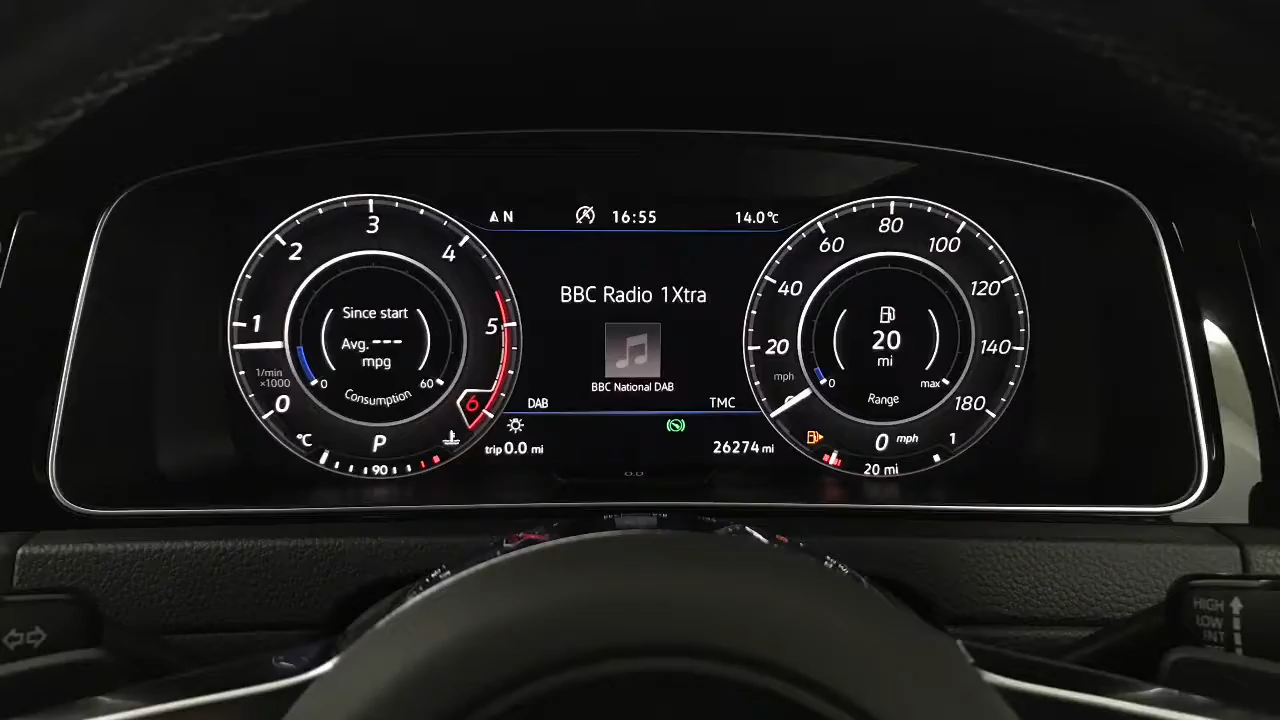 N 16:55 14.0°C
3
2
4
1
5
1/min
×1000
0
6
Since start
Avg. ---
mpg
0 60
Consumption
°C
P
90
BBC Radio 1Xtra
BBC National DAB
DAB TMC
trip 0.0 mi
26274 mi
80
60 100
40 120
20 140
mph
180
20
mi
0 max
Range
0 mph
1
20 mi
HIGH
LOW
INT